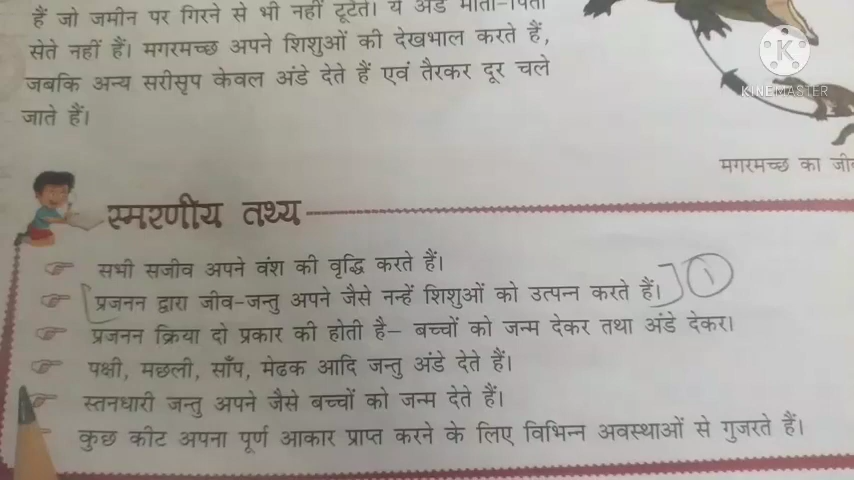 हैं जो जमीन पर गिरने से भी नहीं टूटते। ये अंडे माता-पिता
सेते नहीं हैं। मगरमच्छ अपने शिशुओं की देखभाल करते हैं,
जबकि अन्य सरीसृप केवल अंडे देते हैं एवं तैरकर दूर चले
जाते हैं।
KINEMASTER
मगरमच्छ का जीव
स्मरणीय तथ्य
सभी सजीव अपने वंश की वृद्धि करते हैं।
प्रजनन द्वारा जीव-जन्तु अपने जैसे नन्हें शिशुओं को उत्पन्न करते हैं। १
प्रजनन क्रिया दो प्रकार की होती है– बच्चों को जन्म देकर तथा अंडे देकर।
पक्षी, मछली, साँप, मेढक आदि जन्तु अंडे देते हैं।
स्तनधारी जन्तु अपने जैसे बच्चों को जन्म देते हैं।
कुछ कीट अपना पूर्ण आकार प्राप्त करने के लिए विभिन्न अवस्थाओं से गुजरते हैं।